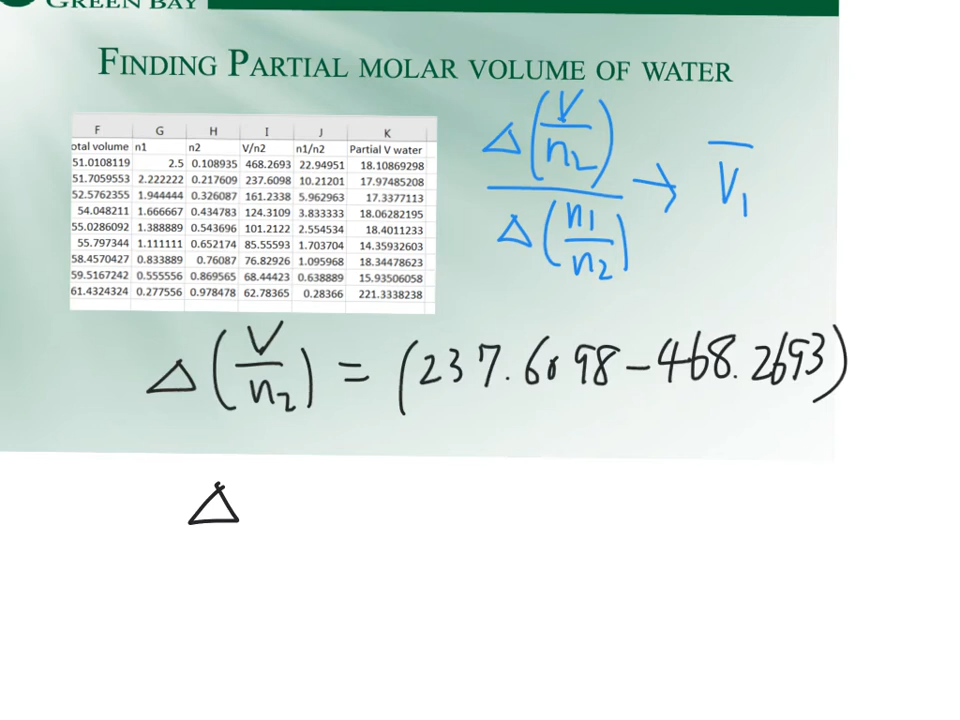 GREEN BAY
FINDING PARTIAL MOLAR VOLUME OF WATER
F G H I J K
otal volume n1 n2 V/n2 n1/n2 Partial V water
51.0108119 2.5 0.108935 468.2693 22.94951 18.10869298
51.7059553 2.222222 0.217609 237.6098 10.21201 17.97485208
52.5762355 1.944444 0.326087 161.2338 5.962963 17.3377113
54.048211 1.666667 0.434783 124.3109 3.833333 18.06282195
55.0286092 1.388889 0.543696 101.2122 2.554534 18.4011233
55.797344 1.111111 0.652174 85.55593 1.703704 14.35932603
58.4570427 0.833889 0.76087 76.82926 1.095968 18.34478623
59.5167242 0.555556 0.869565 68.44423 0.638889 15.93506058
61.4324324 0.277556 0.978478 62.78365 0.28366 221.3338238
Δ(V/n2) / Δ(n1/n2) → V̅1
Δ(V/n2) = (237.6098-468.2693)
Δ